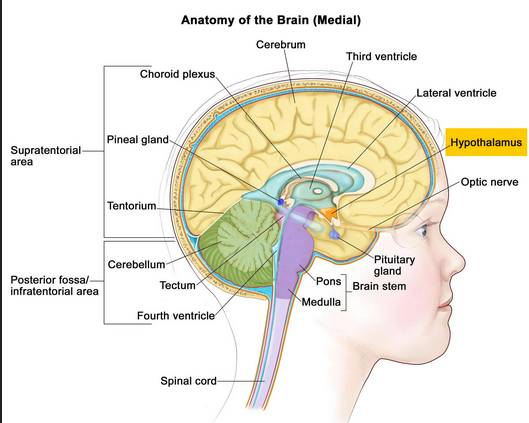 Anatomy of the Brain (Medial)
Cerebrum
Third ventricle
Choroid plexus
Lateral ventricle
Pineal gland
Hypothalamus
Supratentorial
area
Optic nerve
Tentorium
Cerebellum
Pituitary
gland
Posterior fossa/
infratentorial area
Tectum
Pons
Brain stem
Medulla
Fourth ventricle
Spinal cord